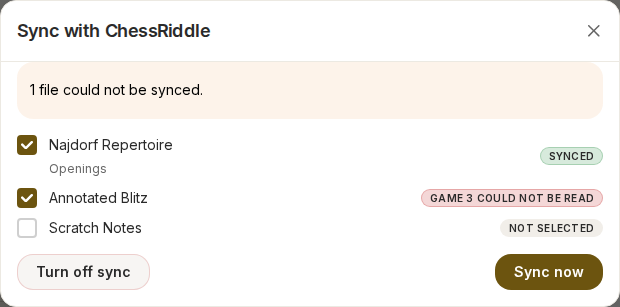 Sync with ChessRiddle
1 file could not be synced.
Najdorf Repertoire
Openings
SYNCED
Annotated Blitz
GAME 3 COULD NOT BE READ
Scratch Notes
NOT SELECTED
Turn off sync
Sync now